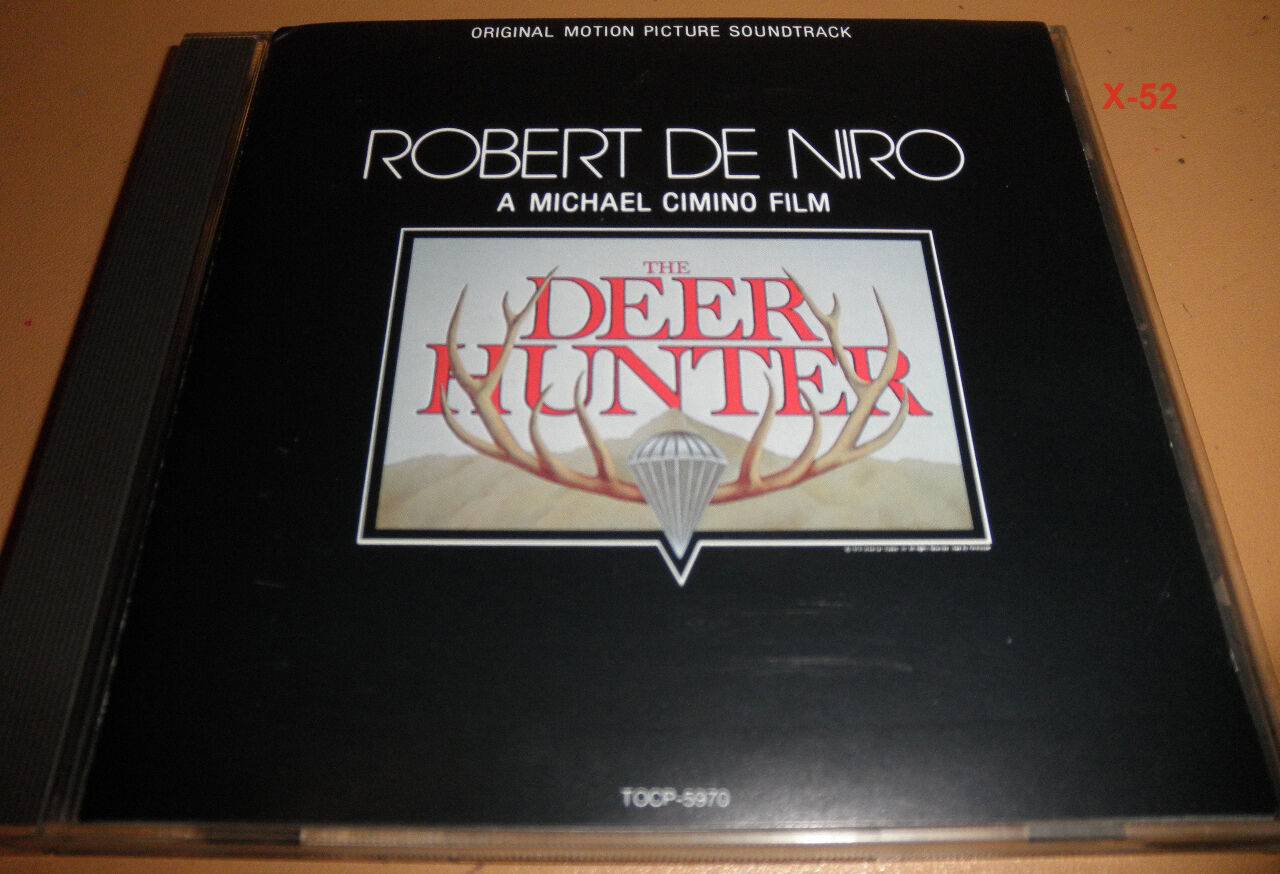 ORIGINAL MOTION PICTURE SOUNDTRACK
X-52
ROBERT DE NIRO
A MICHAEL CIMINO FILM
THE
DEER
HUNTER
TOCP-5970